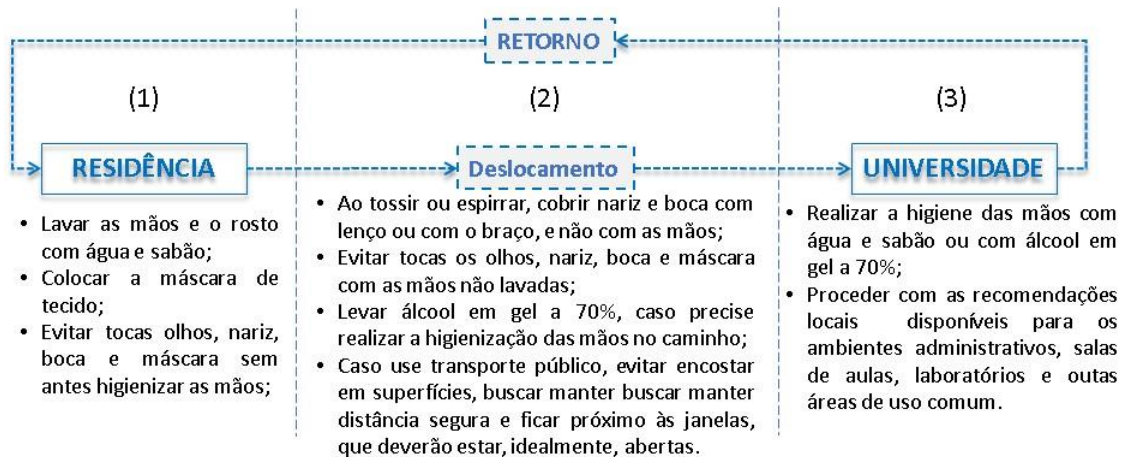 RETORNO
(1)
(2)
(3)
RESIDÊNCIA
Deslocamento
UNIVERSIDADE
• Lavar as mãos e o rosto
com água e sabão;
• Colocar a máscara de
tecido;
• Evitar tocas olhos, nariz,
boca e máscara sem
antes higienizar as mãos;
• Ao tossir ou espirrar, cobrir nariz e boca com
lenço ou com o braço, e não com as mãos;
• Evitar tocas os olhos, nariz, boca e máscara
com as mãos não lavadas;
• Levar álcool em gel a 70%, caso precise
realizar a higienização das mãos no caminho;
• Caso use transporte público, evitar encostar
em superfícies, buscar manter buscar manter
distância segura e ficar próximo às janelas,
que deverão estar, idealmente, abertas.
• Realizar a higiene das mãos com
água e sabão ou com álcool em
gel a 70%;
• Proceder com as recomendações
locais disponíveis para os
ambientes administrativos, salas
de aulas, laboratórios e outas
áreas de uso comum.